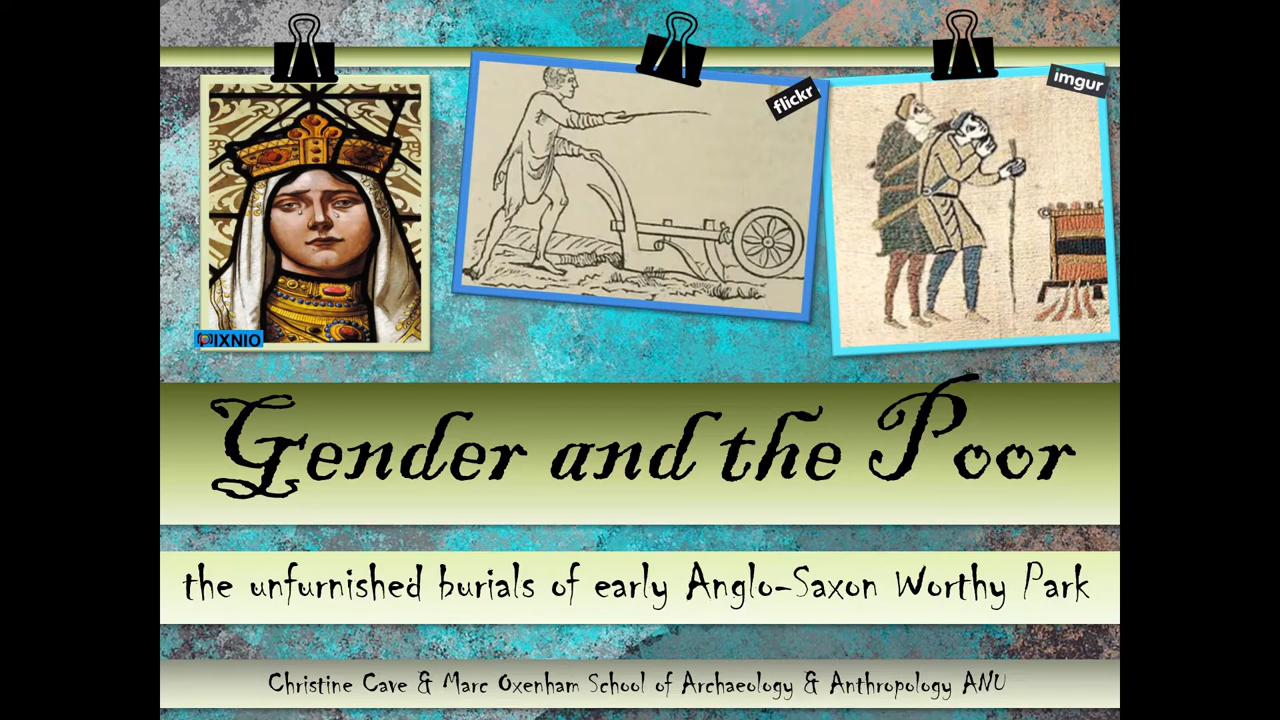 flickr
imgur
PIXNIO
Gender and the Poor
the unfurnished burials of early Anglo-Saxon Worthy Park
Christine Cave & Marc Oxenham School of Archaeology & Anthropology ANU